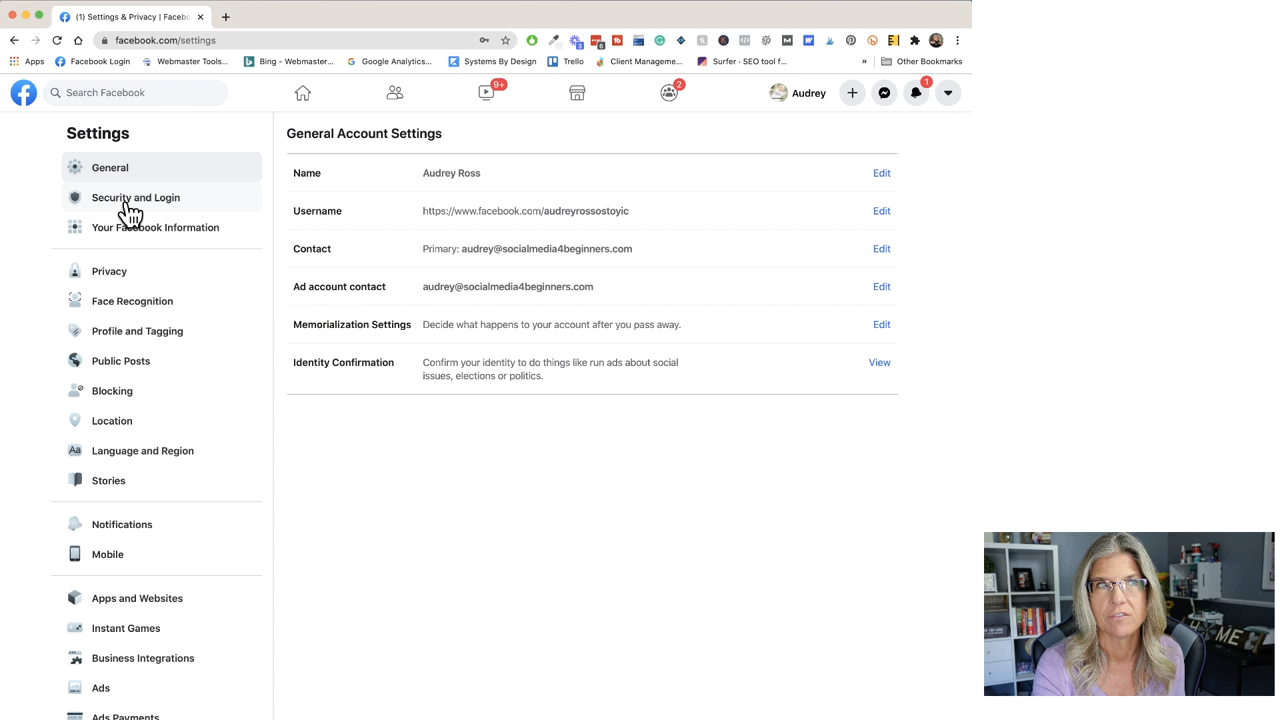 (1) Settings & Privacy | Facebo
facebook.com/settings
Apps
Facebook Login
Webmaster Tools...
Bing - Webmaster...
Google Analytics...
Systems By Design
Trello
Client Manageme...
Surfer - SEO tool f...
»
Other Bookmarks
Search Facebook
9+
2
Audrey
1
Settings
General
Security and Login
Your Facebook Information
Privacy
Face Recognition
Profile and Tagging
Public Posts
Blocking
Location
Aa Language and Region
Stories
Notifications
Mobile
Apps and Websites
Instant Games
Business Integrations
Ads
Ads Payments
General Account Settings
Name Audrey Ross Edit
Username https://www.facebook.com/audreyrossostoyic Edit
Contact Primary: audrey@socialmedia4beginners.com Edit
Ad account contact audrey@socialmedia4beginners.com Edit
Memorialization Settings Decide what happens to your account after you pass away. Edit
Identity Confirmation Confirm your identity to do things like run ads about social View
issues, elections or politics.